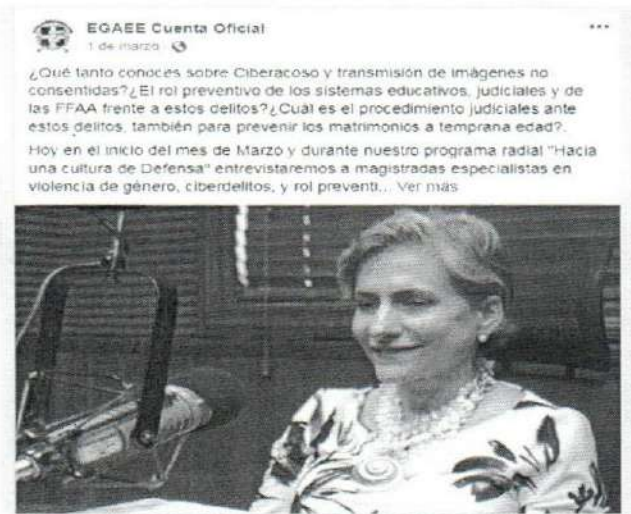 EGAEE Cuenta Oficial
1 de marzo ·
¿Qué tanto conoces sobre Ciberacoso y transmisión de imágenes no
consentidas?¿El rol preventivo de los sistemas educativos, judiciales y de
las FFAA frente a estos delitos?¿Cuál es el procedimiento judiciales ante
estos delitos, también para prevenir los matrimonios a temprana edad?.
Hoy en el inicio del mes de Marzo y durante nuestro programa radial "Hacia
una cultura de Defensa" entrevistaremos a magistradas especialistas en
violencia de género, ciberdelitos, y rol preventi... Ver más